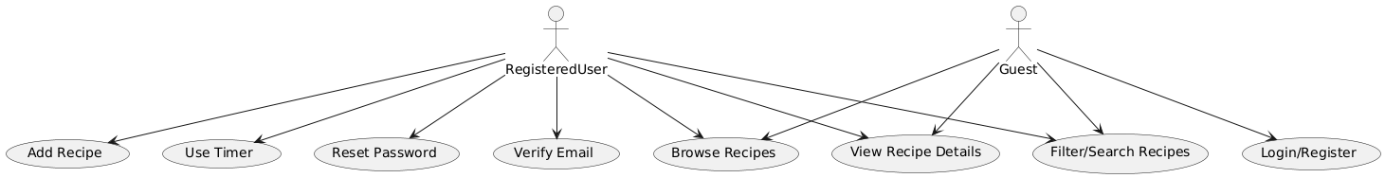 RegisteredUser
Guest
Add Recipe
Use Timer
Reset Password
Verify Email
Browse Recipes
View Recipe Details
Filter/Search Recipes
Login/Register